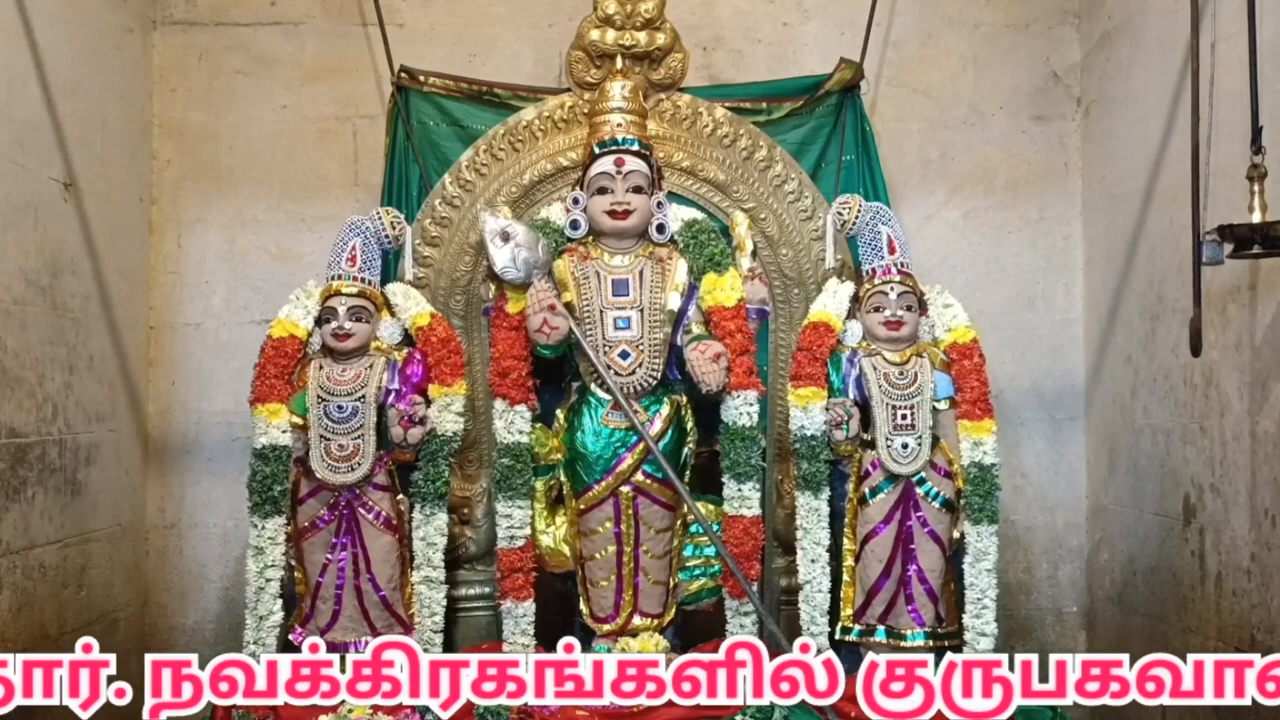 தார். நவக்கிரகங்களில் குருபகவான